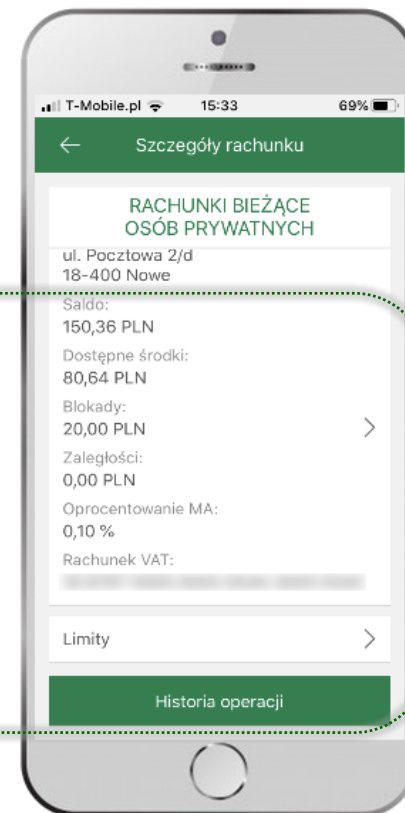 T-Mobile.pl 15:33 69%
Szczegóły rachunku
RACHUNKI BIEŻĄCE
OSÓB PRYWATNYCH
ul. Pocztowa 2/d
18-400 Nowe
Saldo:
150,36 PLN
Dostępne środki:
80,64 PLN
Blokady:
20,00 PLN
Zaległości:
0,00 PLN
Oprocentowanie MA:
0,10 %
Rachunek VAT:
Limity
Historia operacji